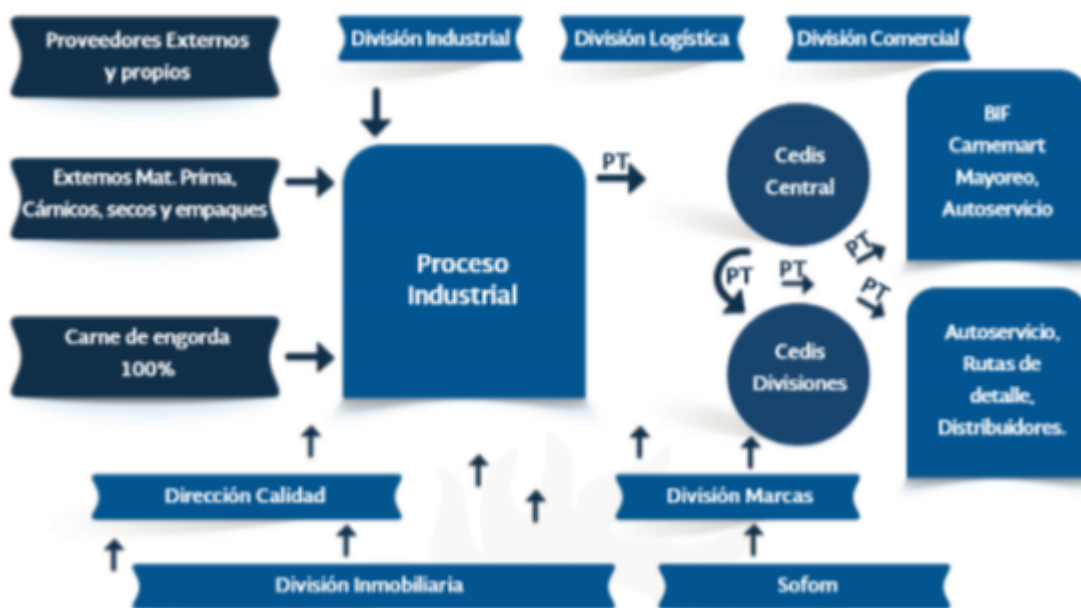 Proveedores Externos
y propios
División Industrial
División Logística
División Comercial
Externos Mat. Prima,
Cárnicos, secos y empaques
Carne de engorda
100%
Proceso
Industrial
PT
Cedis
Central
PT
PT
PT
PT
Cedis
Divisiones
BIF
Carnemart
Mayoreo,
Autoservicio
Autoservicio,
Rutas de
detalle,
Distribuidores.
Dirección Calidad
División Marcas
División Inmobiliaria
Sofom